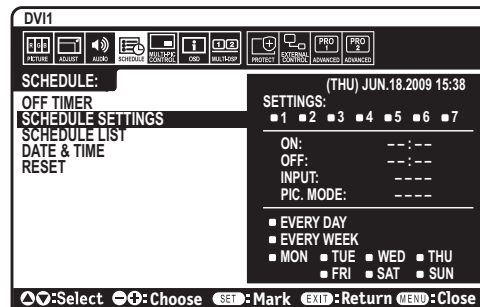 DVI1
RGB
PICTURE ADJUST AUDIO SCHEDULE MULTI-PIC CONTROL OSD MULTI-DSP PROTECT EXTERNAL CONTROL ADVANCED ADVANCED
1 2
PRO 1 PRO 2
SCHEDULE:
OFF TIMER
SCHEDULE SETTINGS
SCHEDULE LIST
DATE & TIME
RESET
(THU) JUN.18.2009 15:38
SETTINGS:
1 2 3 4 5 6 7
ON: --:--
OFF: --:--
INPUT: ----
PIC. MODE: ----
EVERY DAY
EVERY WEEK
MON TUE WED THU
FRI SAT SUN
:Select :Choose SET:Mark EXIT:Return MENU:Close